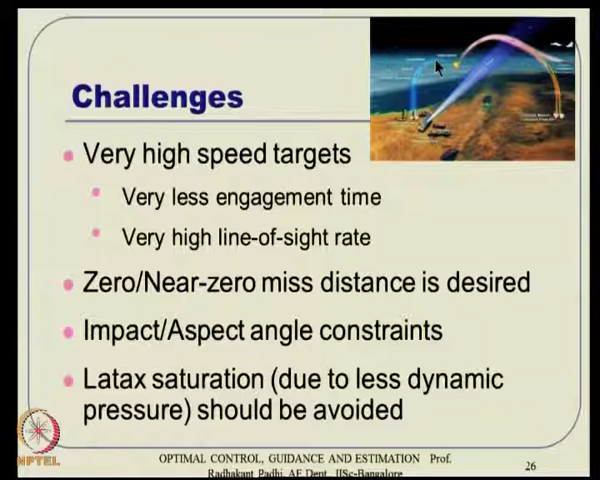 Challenges
Very high speed targets
Very less engagement time
Very high line-of-sight rate
Zero/Near-zero miss distance is desired
Impact/Aspect angle constraints
Latax saturation (due to less dynamic
pressure) should be avoided
NPTEL
OPTIMAL CONTROL, GUIDANCE AND ESTIMATION Prof.
Radhakant Padhi, AE Dept., IISc-Bangalore
26